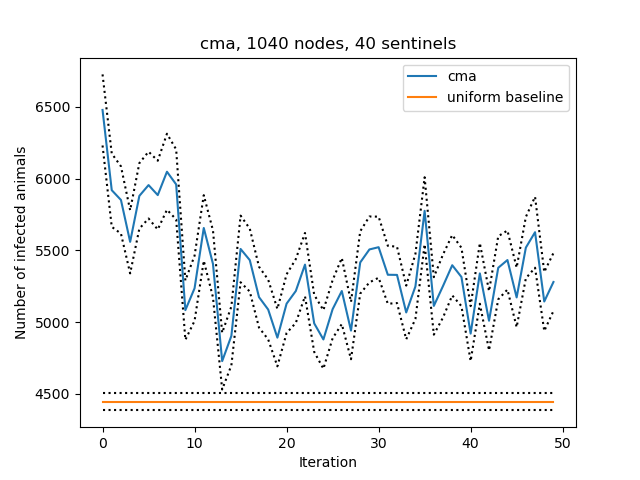 cma, 1040 nodes, 40 sentinels
cma
uniform baseline
Number of infected animals
6500
6000
5500
5000
4500
0 10 20 30 40 50
Iteration